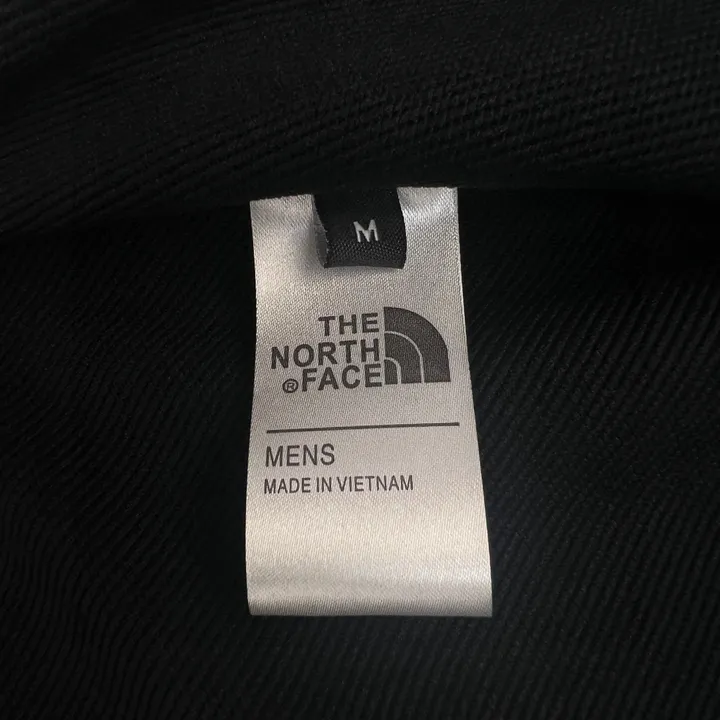 M
THE
NORTH
®FACE
MENS
MADE IN VIETNAM